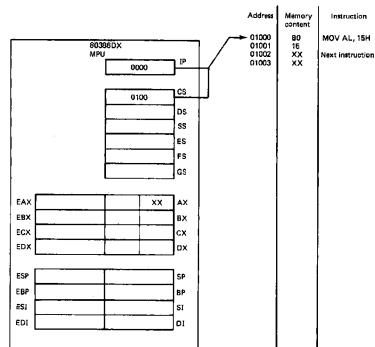 Address Memory content Instruction
01000 B0 MOV AL, 15H
01001 15
01002 XX Next instruction
01003 XX
80386DX
MPU
0000 IP
0100 CS
DS
SS
ES
FS
GS
EAX XX AX
EBX BX
ECX CX
EDX DX
ESP SP
EBP BP
ESI SI
EDI DI